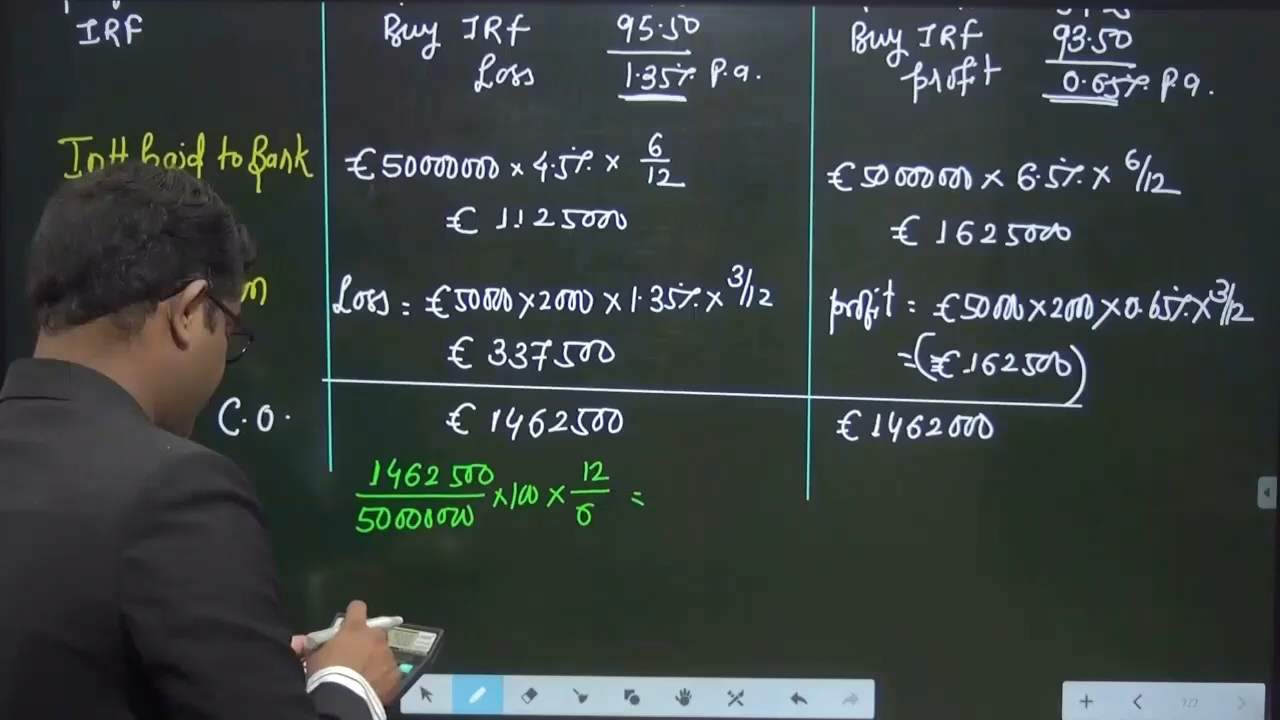 IRF
Buy IRF 95.50
Loss 1.35% P.a.
Buy IRF 93.50
profit 0.65% P.a.
Intt Paid to Bank
€50000000 × 4.5% × 6/12
€ 1125000
€50000000 × 6.5% × 6/12
€ 1625000
Loss = €50000 × 2000 × 1.35% × 3/12
€ 337500
profit = €50000 × 2000 × 0.65% × 3/12
= (€ 162500)
C.O.
€ 1462500
€ 1462000
1462500/50000000 × 100 × 12/6 =